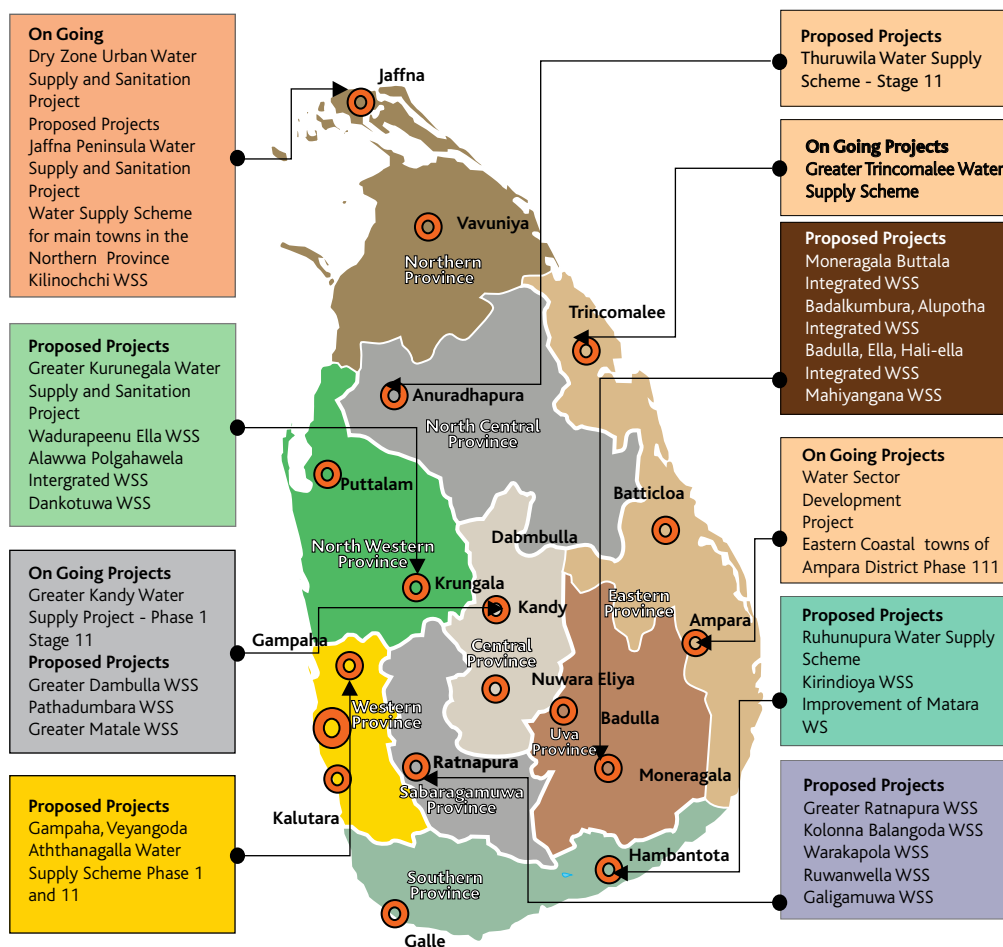 On Going
Dry Zone Urban Water
Supply and Sanitation
Project
Proposed Projects
Jaffna Peninsula Water
Supply and Sanitation
Project
Water Supply Scheme
for main towns in the
Northern Province
Kilinochchi WSS
Proposed Projects
Greater Kurunegala Water
Supply and Sanitation
Project
Wadurapeenu Ella WSS
Alawwa Polgahawela
Intergrated WSS
Dankotuwa WSS
On Going Projects
Greater Kandy Water
Supply Project - Phase 1
Stage 11
Proposed Projects
Greater Dambulla WSS
Pathadumbara WSS
Greater Matale WSS
Proposed Projects
Gampaha, Veyangoda
Aththanagalla Water
Supply Scheme Phase 1
and 11
Jaffna
Vavuniya
Northern
Province
Trincomalee
Anuradhapura
North Central
Province
Puttalam
Batticloa
Dabmbulla
North Western
Province
Krungala
Kandy
Eastern
Province
Ampara
Gampaha
Central
Province
Nuwara Eliya
Western
Province
Badulla
Uva
Province
Ratnapura
Moneragala
Sabaragamuwa
Province
Kalutara
Hambantota
Southern
Province
Galle
Proposed Projects
Thuruwila Water Supply
Scheme - Stage 11
On Going Projects
Greater Trincomalee Water
Supply Scheme
Proposed Projects
Moneragala Buttala
Integrated WSS
Badalkumbura, Alupotha
Integrated WSS
Badulla, Ella, Hali-ella
Integrated WSS
Mahiyangana WSS
On Going Projects
Water Sector
Development
Project
Eastern Coastal towns of
Ampara District Phase 111
Proposed Projects
Ruhunupura Water Supply
Scheme
Kirindioya WSS
Improvement of Matara
WS
Proposed Projects
Greater Ratnapura WSS
Kolonna Balangoda WSS
Warakapola WSS
Ruwanwella WSS
Galigamuwa WSS